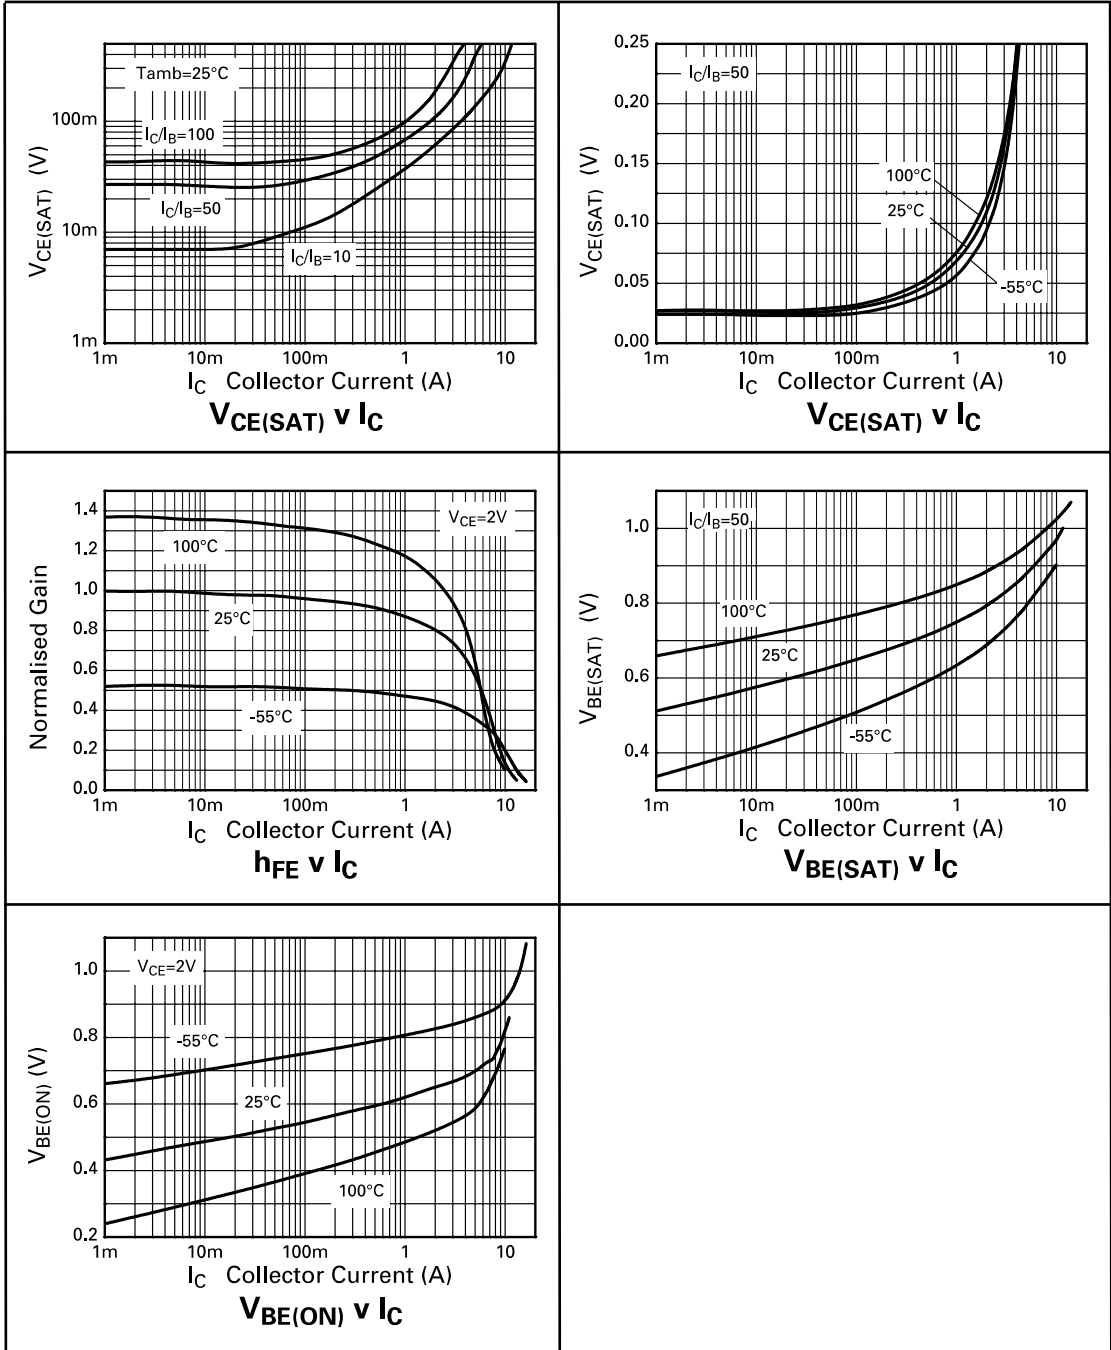 Tamb=25°C
IC/IB=100
IC/IB=50
IC/IB=10
100m
10m
1m
VCE(SAT) (V)
1m 10m 100m 1 10
IC Collector Current (A)
VCE(SAT) v IC
IC/IB=50
100°C
25°C
-55°C
0.25
0.20
0.15
0.10
0.05
0.00
VCE(SAT) (V)
1m 10m 100m 1 10
IC Collector Current (A)
VCE(SAT) v IC
VCE=2V
100°C
25°C
-55°C
1.4
1.2
1.0
0.8
0.6
0.4
0.2
0.0
Normalised Gain
1m 10m 100m 1 10
IC Collector Current (A)
hFE v IC
IC/IB=50
100°C
25°C
-55°C
1.0
0.8
0.6
0.4
VBE(SAT) (V)
1m 10m 100m 1 10
IC Collector Current (A)
VBE(SAT) v IC
VCE=2V
-55°C
25°C
100°C
1.0
0.8
0.6
0.4
0.2
VBE(ON) (V)
1m 10m 100m 1 10
IC Collector Current (A)
VBE(ON) v IC